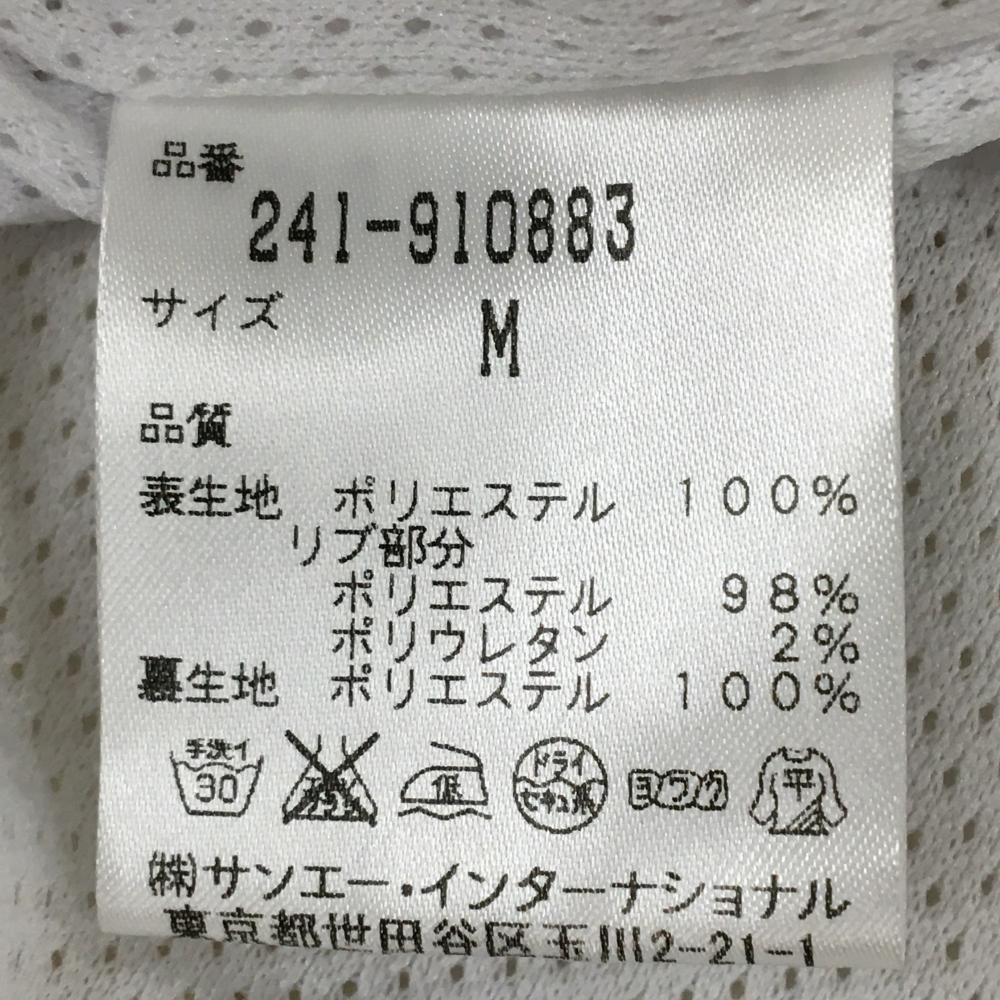 品番
241-910883
サイズ M
品質
表生地 ポリエステル 100%
リブ部分
ポリエステル 98%
ポリウレタン 2%
裏生地 ポリエステル 100%
手洗イ 30 低 ドライ セキユ系 ヨワク 平
㈱サンエー・インターナショナル
東京都世田谷区玉川2-21-1